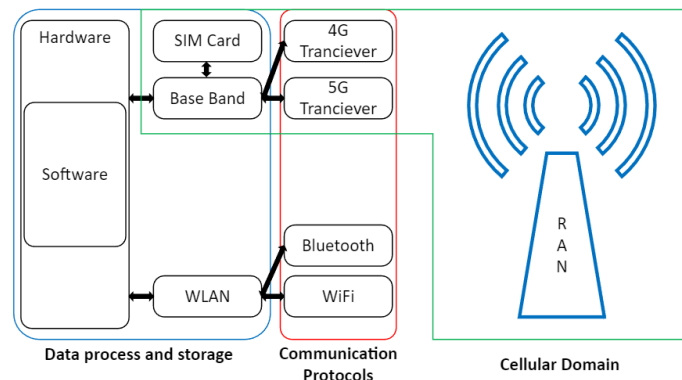 Hardware
SIM Card
4G
Tranciever
Base Band
5G
Tranciever
Software
R
A
N
Bluetooth
WLAN
WiFi
Data process and storage
Communication
Protocols
Cellular Domain